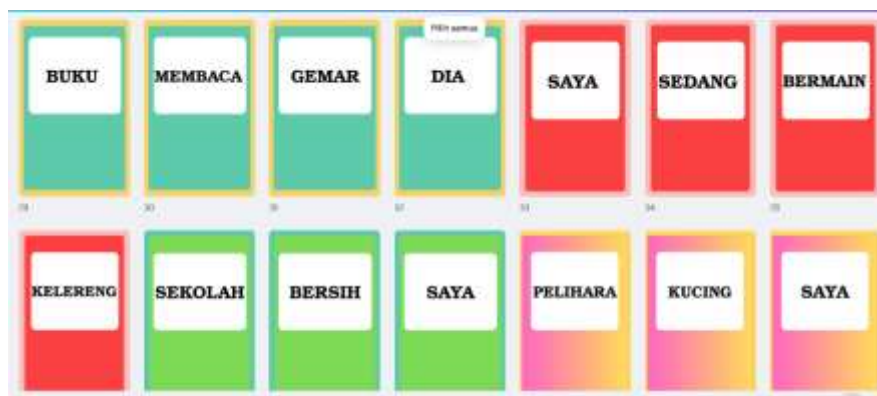 BUKU MEMBACA GEMAR DIA SAYA SEDANG BERMAIN
KELERENG SEKOLAH BERSIH SAYA PELIHARA KUCING SAYA